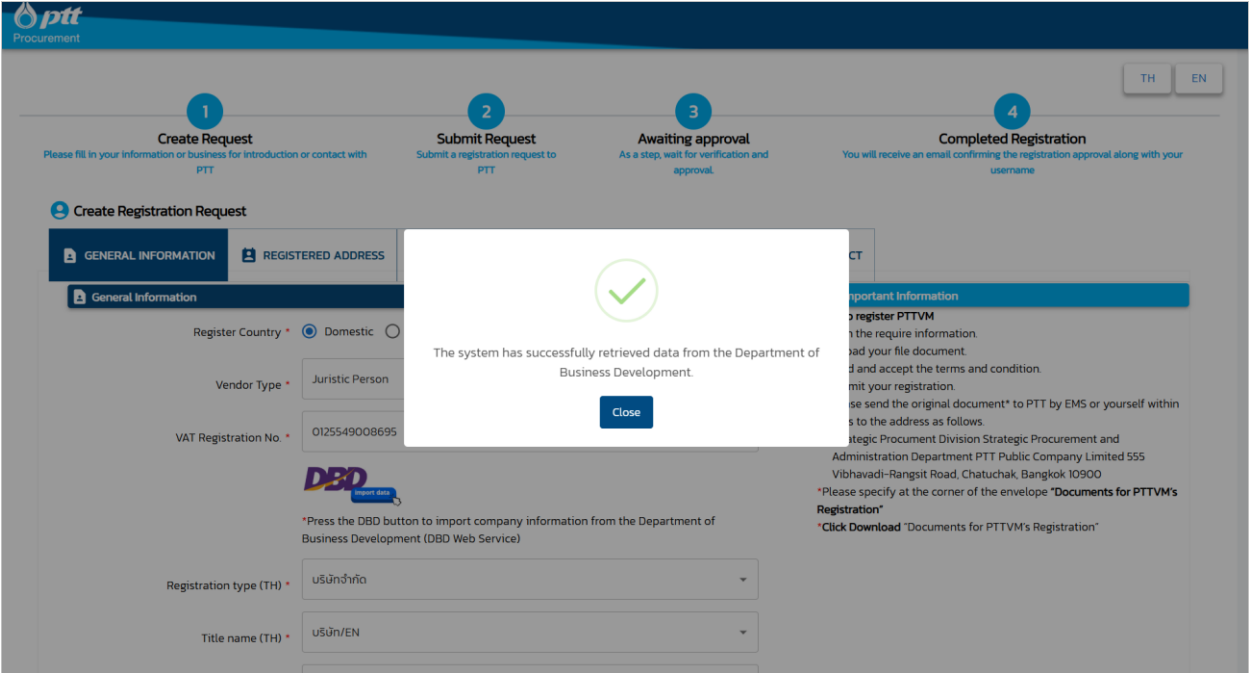 ptt
Procurement
TH
EN
1
2
3
4
Create Request
Submit Request
Awaiting approval
Completed Registration
Please fill in your information or business for introduction or contact with
PTT
Submit a registration request to
PTT
As a step, wait for verification and
approval.
You will receive an email confirming the registration approval along with your
username
Create Registration Request
GENERAL INFORMATION
REGISTERED ADDRESS
CT
General Information
Register Country *
Domestic
Vendor Type *
Juristic Person
VAT Registration No. *
0125549008695
DBD
Import data
*Press the DBD button to import company information from the Department of
Business Development (DBD Web Service)
Registration type (TH) *
บริษัทจำกัด
Title name (TH) *
บริษัท/EN
The system has successfully retrieved data from the Department of
Business Development.
Close
mportant Information
o register PTTVM
the require information.
oad your file document.
d and accept the terms and condition.
mit your registration.
se send the original document* to PTT by EMS or yourself within
s to the address as follows.
ategic Procument Division Strategic Procurement and
Administration Department PTT Public Company Limited 555
Vibhavadi-Rangsit Road, Chatuchak, Bangkok 10900
*Please specify at the corner of the envelope "Documents for PTTVM's
Registration"
*Click Download "Documents for PTTVM's Registration"